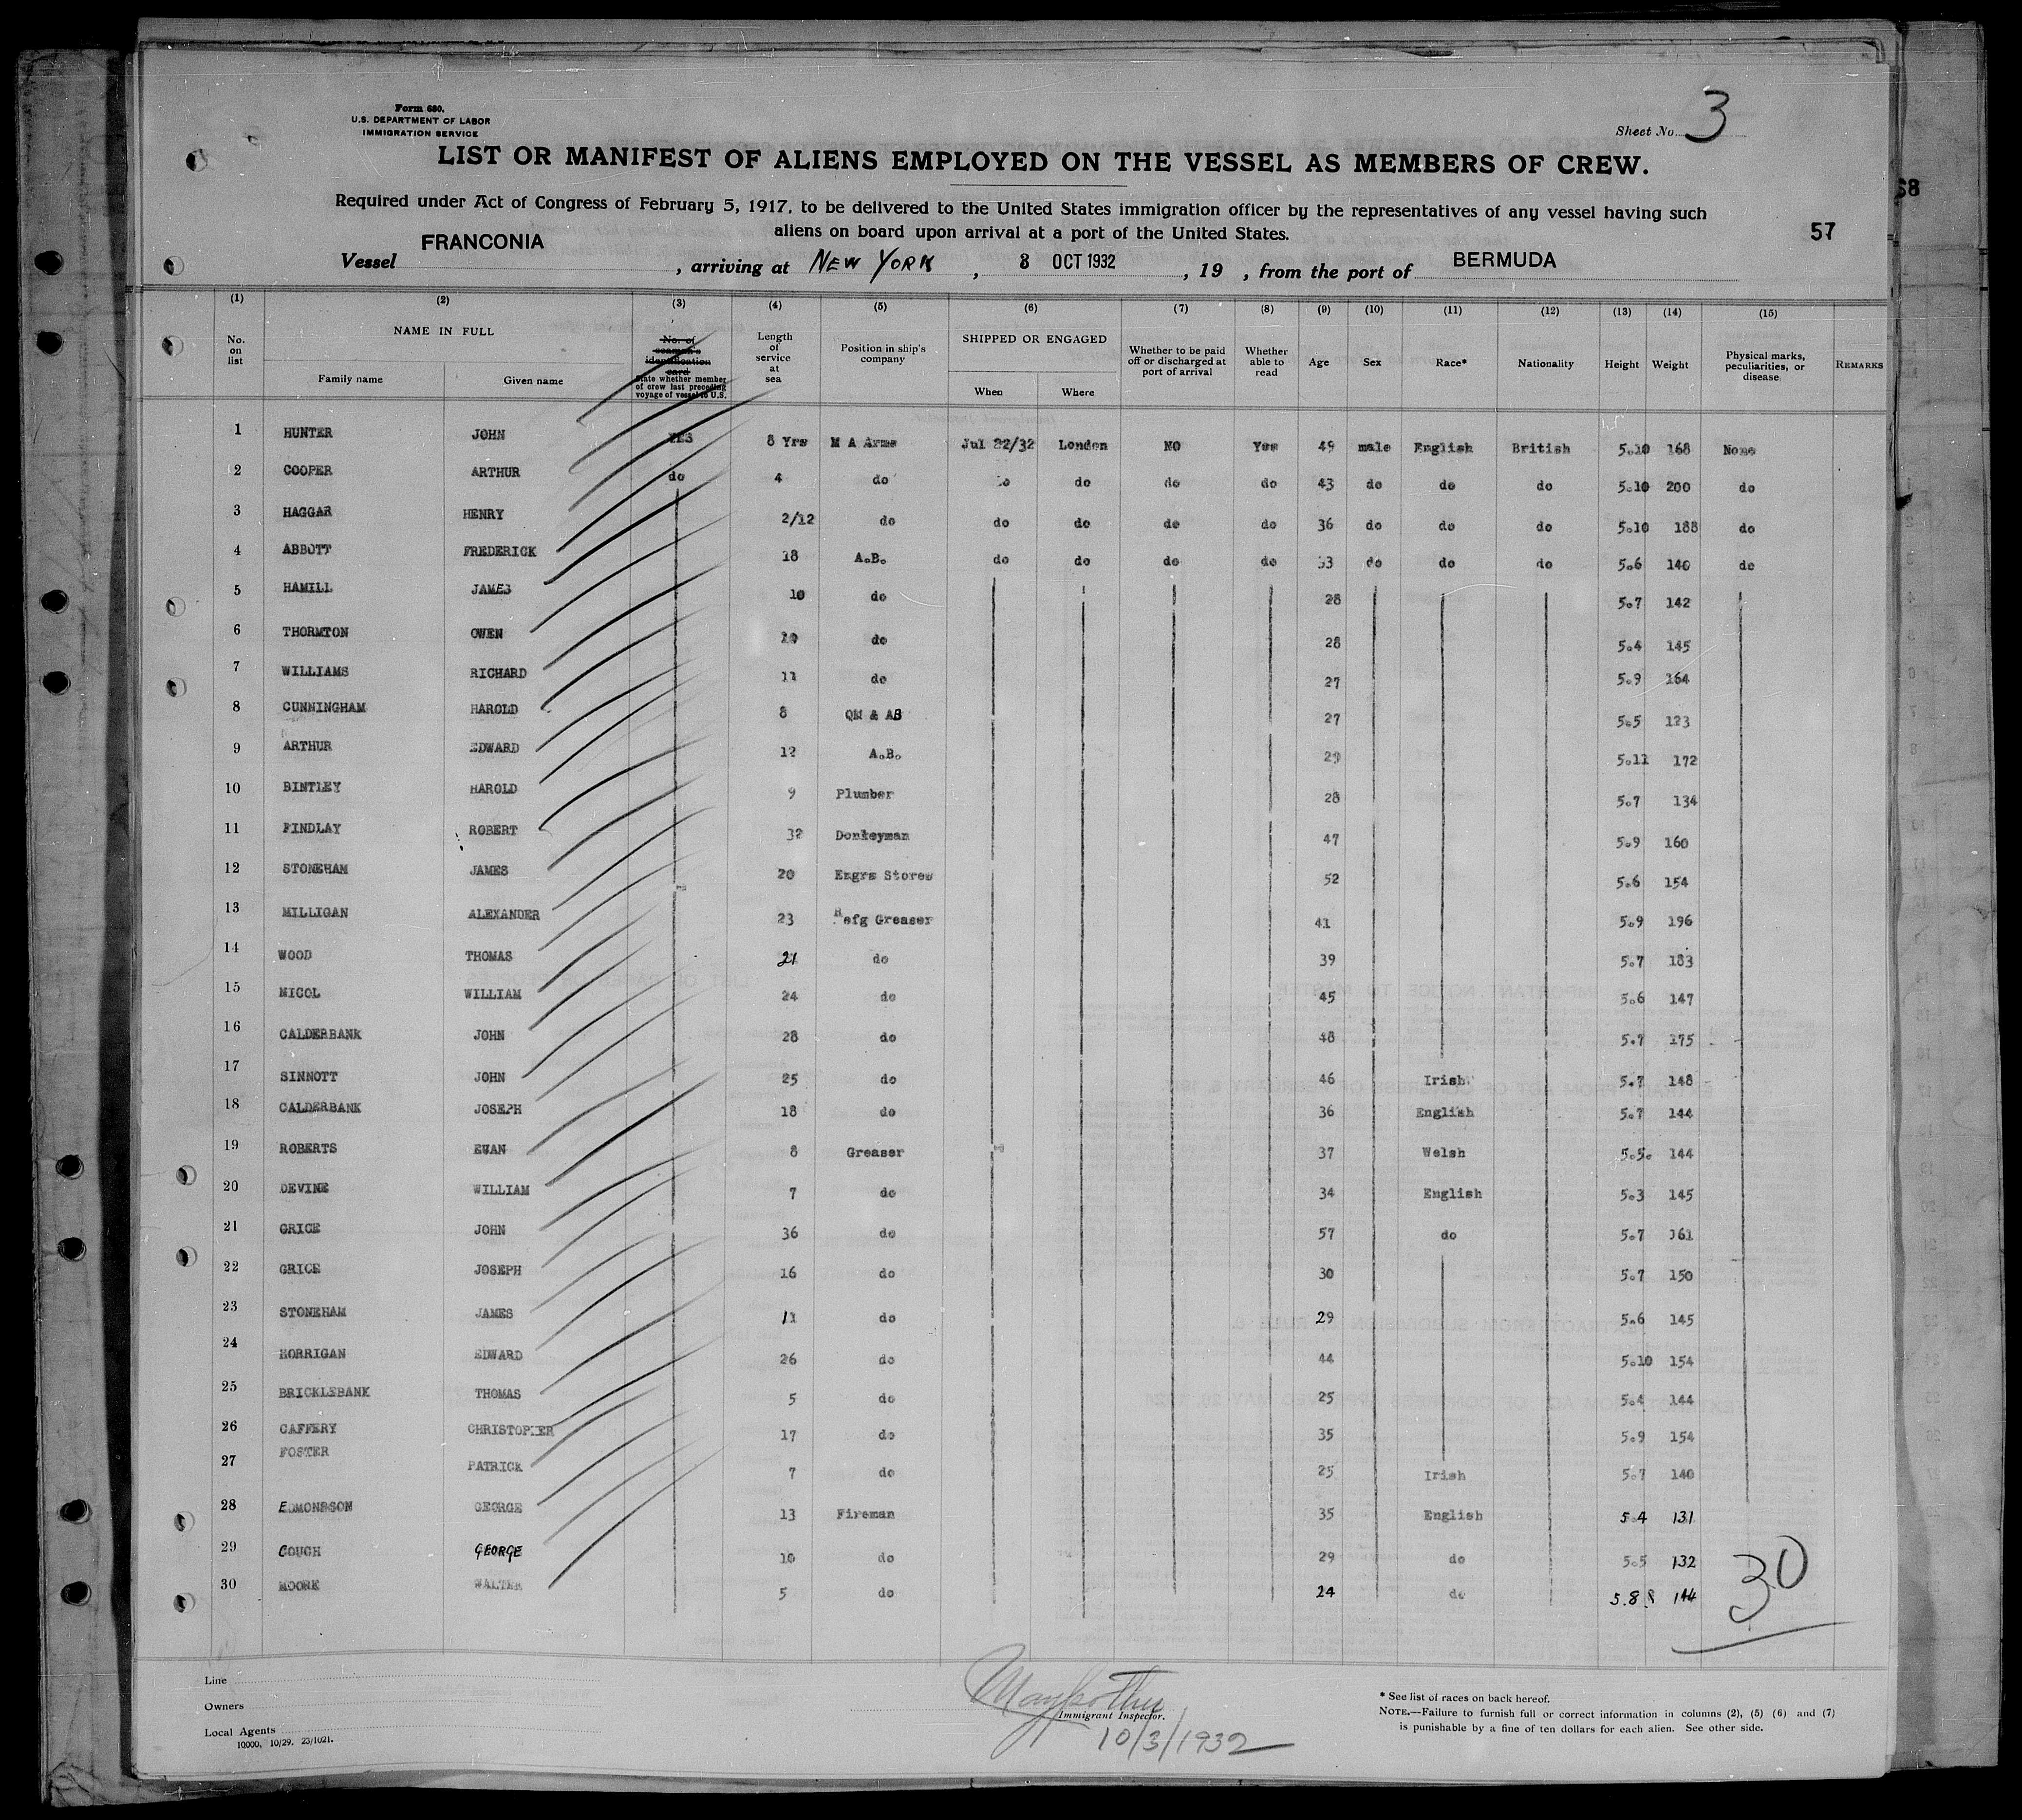 Form 680.
U.S. DEPARTMENT OF LABOR
IMMIGRATION SERVICE
Sheet No. 3
LIST OR MANIFEST OF ALIENS EMPLOYED ON THE VESSEL AS MEMBERS OF CREW.
Required under Act of Congress of February 5, 1917, to be delivered to the United States immigration officer by the representatives of any vessel having such
aliens on board upon arrival at a port of the United States.
57
68
Vessel FRANCONIA, arriving at NEW YORK, 3 OCT 1932, 19 , from the port of BERMUDA
(1) (2) (3) (4) (5) (6) (7) (8) (9) (10) (11) (12) (13) (14) (15)
No. on list NAME IN FULL Family name Given name No. of seaman's identification card State whether member of crew last preceding voyage of vessel to U.S. Length of service at sea Position in ship's company SHIPPED OR ENGAGED When Where Whether to be paid off or discharged at port of arrival Whether able to read Age Sex Race* Nationality Height Weight Physical marks, peculiarities, or disease REMARKS
1 HUNTER JOHN YES 8 Yrs M A Arms Jul 22/32 London NO Yes 49 male English British 5.10 168 None
2 COOPER ARTHUR do 4 do do do do do 43 do do do 5.10 200 do
3 HAGGAR HENRY 2/12 do do do do do 36 do do do 5.10 188 do
4 ABBOTT FREDERICK 18 A.B. do do do do 33 do do do 5.6 140 do
5 HAMILL JAMES 10 do 28 5.7 142
6 THORMTON OWEN do 28 5.4 145
7 WILLIAMS RICHARD 11 do 27 5.9 164
8 CUNNINGHAM HAROLD 8 QM & AB 27 5.5 123
9 ARTHUR EDWARD 12 A.B. 29 5.11 172
10 BINTLEY HAROLD 9 Plumber 28 5.7 134
11 FINDLAY ROBERT 32 Donkeyman 47 5.9 160
12 STONEHAM JAMES 20 Engrs Stores 52 5.6 154
13 MILLIGAN ALEXANDER 23 Refg Greaser 41 5.9 196
14 WOOD THOMAS 21 do 39 5.7 183
15 NICOL WILLIAM 24 do 45 5.6 147
16 CALDERBANK JOHN 28 do 48 5.7 175
17 SINNOTT JOHN 25 do 46 Irish 5.7 148
18 CALDERBANK JOSEPH 18 do 36 English 5.7 144
19 ROBERTS EWAN 8 Greaser 37 Welsh 5.5. 144
20 DEVINE WILLIAM 7 do 34 English 5.3 145
21 GRICE JOHN 36 do 57 do 5.7 161
22 GRICE JOSEPH 16 do 30 5.7 150
23 STONEHAM JAMES 11 do 29 5.6 145
24 HORRIGAN EDWARD 26 do 44 5.10 154
25 BRICKLEBANK THOMAS 5 do 25 5.4 144
26 CAFFERY CHRISTOPHER 17 do 35 5.9 154
27 FOSTER PATRICK 7 do 25 Irish 5.7 140
28 EDMONSSON GEORGE 13 Fireman 35 English 5.4 131
29 GOUGH GEORGE 10 do 29 do 5.5 132
30 MOORE WALTER 5 do 24 do 5.8 144
30
Line
Owners
Local Agents
10000, 10/29. 23/1021.
Immigrant Inspector.
10/3/1932
* See list of races on back hereof.
NOTE.—Failure to furnish full or correct information in columns (2), (5) (6) and (7)
is punishable by a fine of ten dollars for each alien. See other side.